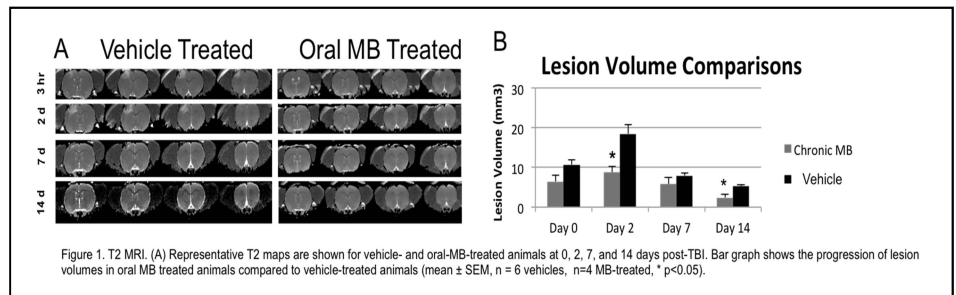 A
Vehicle Treated
Oral MB Treated
3 hr
2 d
7 d
14 d
B
Lesion Volume Comparisons
Lesion Volume (mm3)
30
20
10
0
*
*
Day 0
Day 2
Day 7
Day 14
Chronic MB
Vehicle
Figure 1. T2 MRI. (A) Representative T2 maps are shown for vehicle- and oral-MB-treated animals at 0, 2, 7, and 14 days post-TBI. Bar graph shows the progression of lesion
volumes in oral MB treated animals compared to vehicle-treated animals (mean ± SEM, n = 6 vehicles, n=4 MB-treated, * p<0.05).